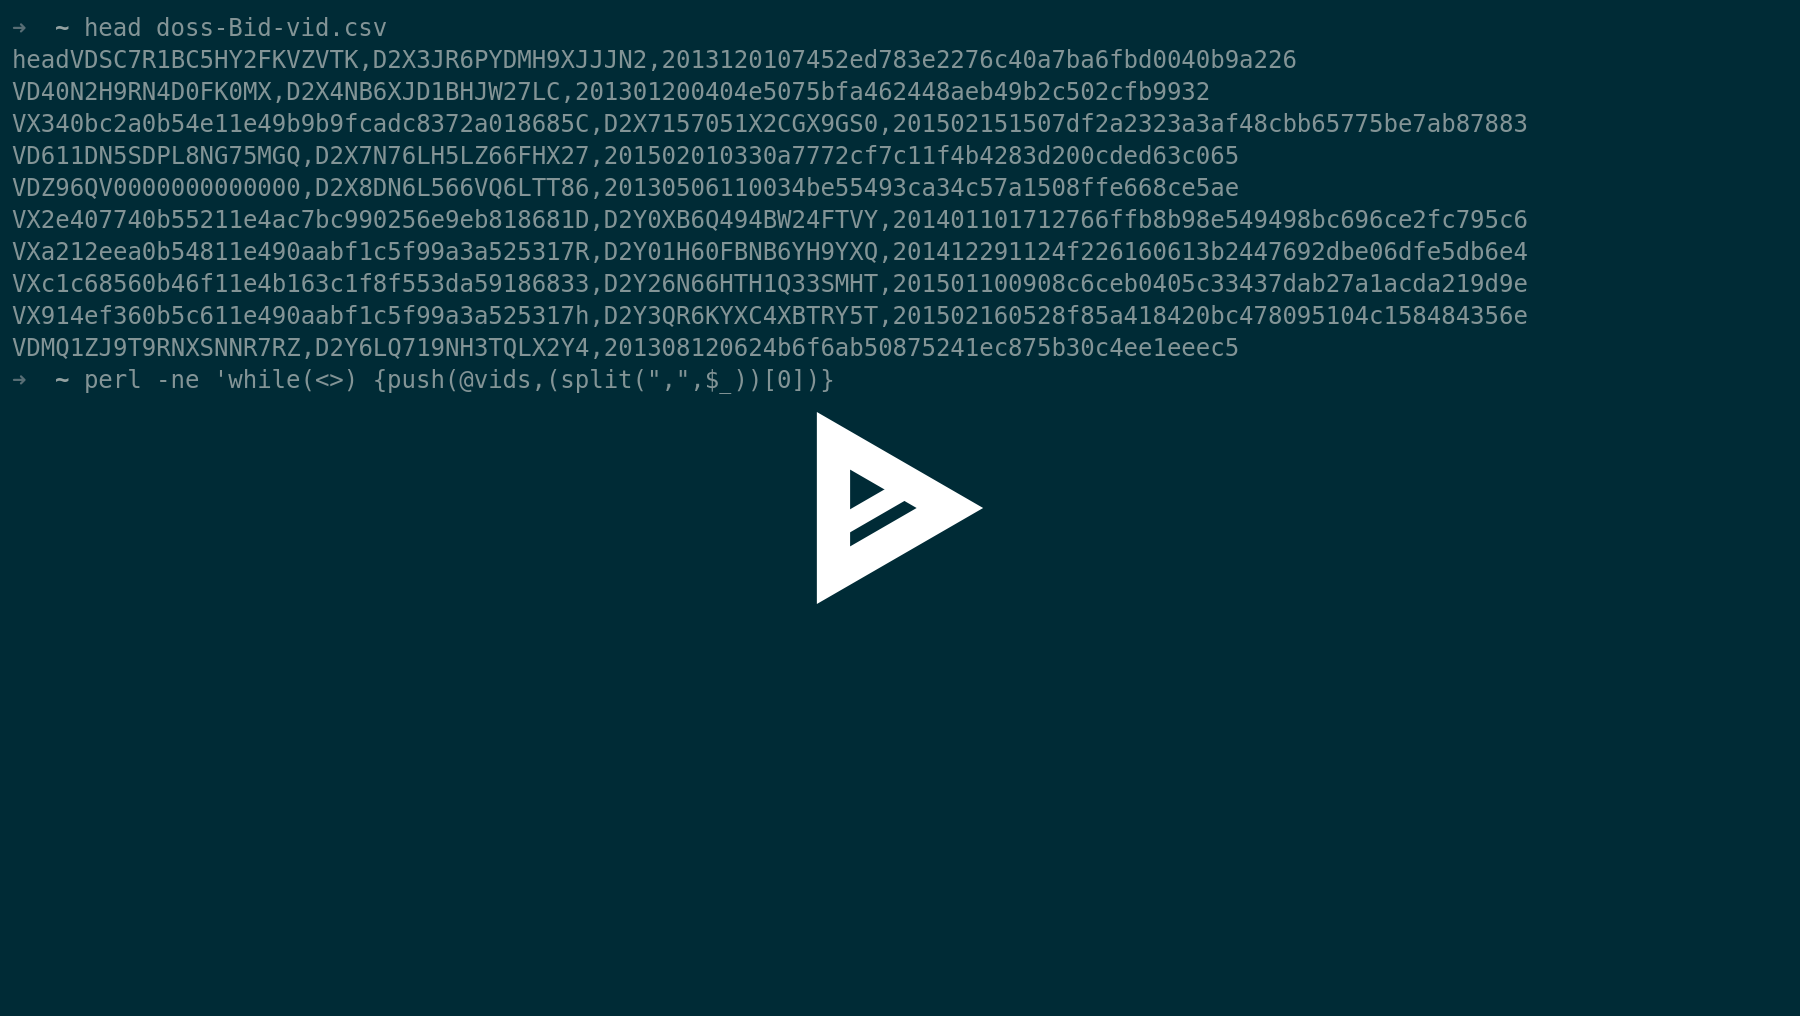 ➜  ~ head doss-Bid-vid.csv
headVDSC7R1BC5HY2FKVZVTK,D2X3JR6PYDMH9XJJJN2,2013120107452ed783e2276c40a7ba6fbd0040b9a226
VD40N2H9RN4D0FK0MX,D2X4NB6XJD1BHJW27LC,201301200404e5075bfa462448aeb49b2c502cfb9932
VX340bc2a0b54e11e49b9b9fcadc8372a018685C,D2X7157051X2CGX9GS0,201502151507df2a2323a3af48cbb65775be7ab87883
VD611DN5SDPL8NG75MGQ,D2X7N76LH5LZ66FHX27,201502010330a7772cf7c11f4b4283d200cded63c065
VDZ96QV0000000000000,D2X8DN6L566VQ6LTT86,20130506110034be55493ca34c57a1508ffe668ce5ae
VX2e407740b55211e4ac7bc990256e9eb818681D,D2Y0XB6Q494BW24FTVY,201401101712766ffb8b98e549498bc696ce2fc795c6
VXa212eea0b54811e490aabf1c5f99a3a525317R,D2Y01H60FBNB6YH9YXQ,201412291124f226160613b2447692dbe06dfe5db6e4
VXc1c68560b46f11e4b163c1f8f553da59186833,D2Y26N66HTH1Q33SMHT,201501100908c6ceb0405c33437dab27a1acda219d9e
VX914ef360b5c611e490aabf1c5f99a3a525317h,D2Y3QR6KYXC4XBTRY5T,201502160528f85a418420bc478095104c158484356e
VDMQ1ZJ9T9RNXSNNR7RZ,D2Y6LQ719NH3TQLX2Y4,201308120624b6f6ab50875241ec875b30c4ee1eeec5
➜  ~ perl -ne 'while(<>) {push(@vids,(split(",",$_))[0])}